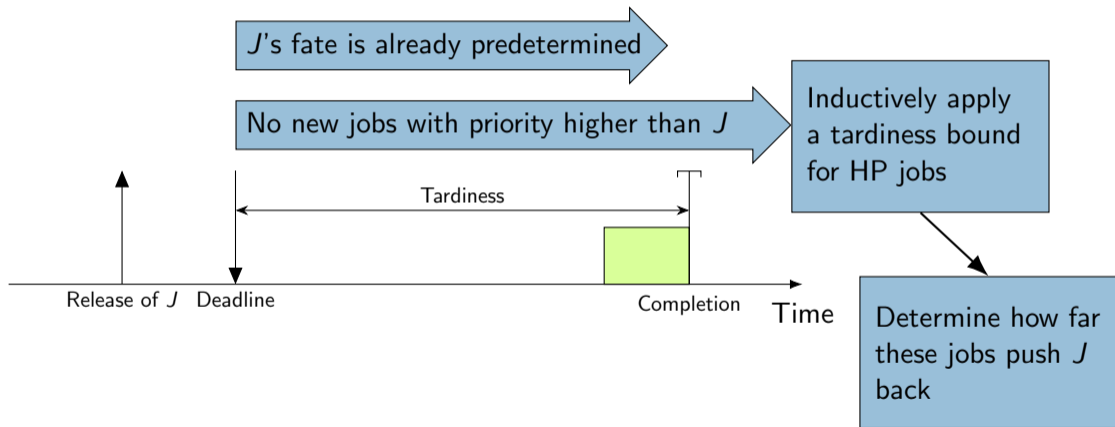 J's fate is already predetermined
No new jobs with priority higher than J
Inductively apply
a tardiness bound
for HP jobs
Tardiness
Release of J
Deadline
Completion
Time
Determine how far
these jobs push J
back